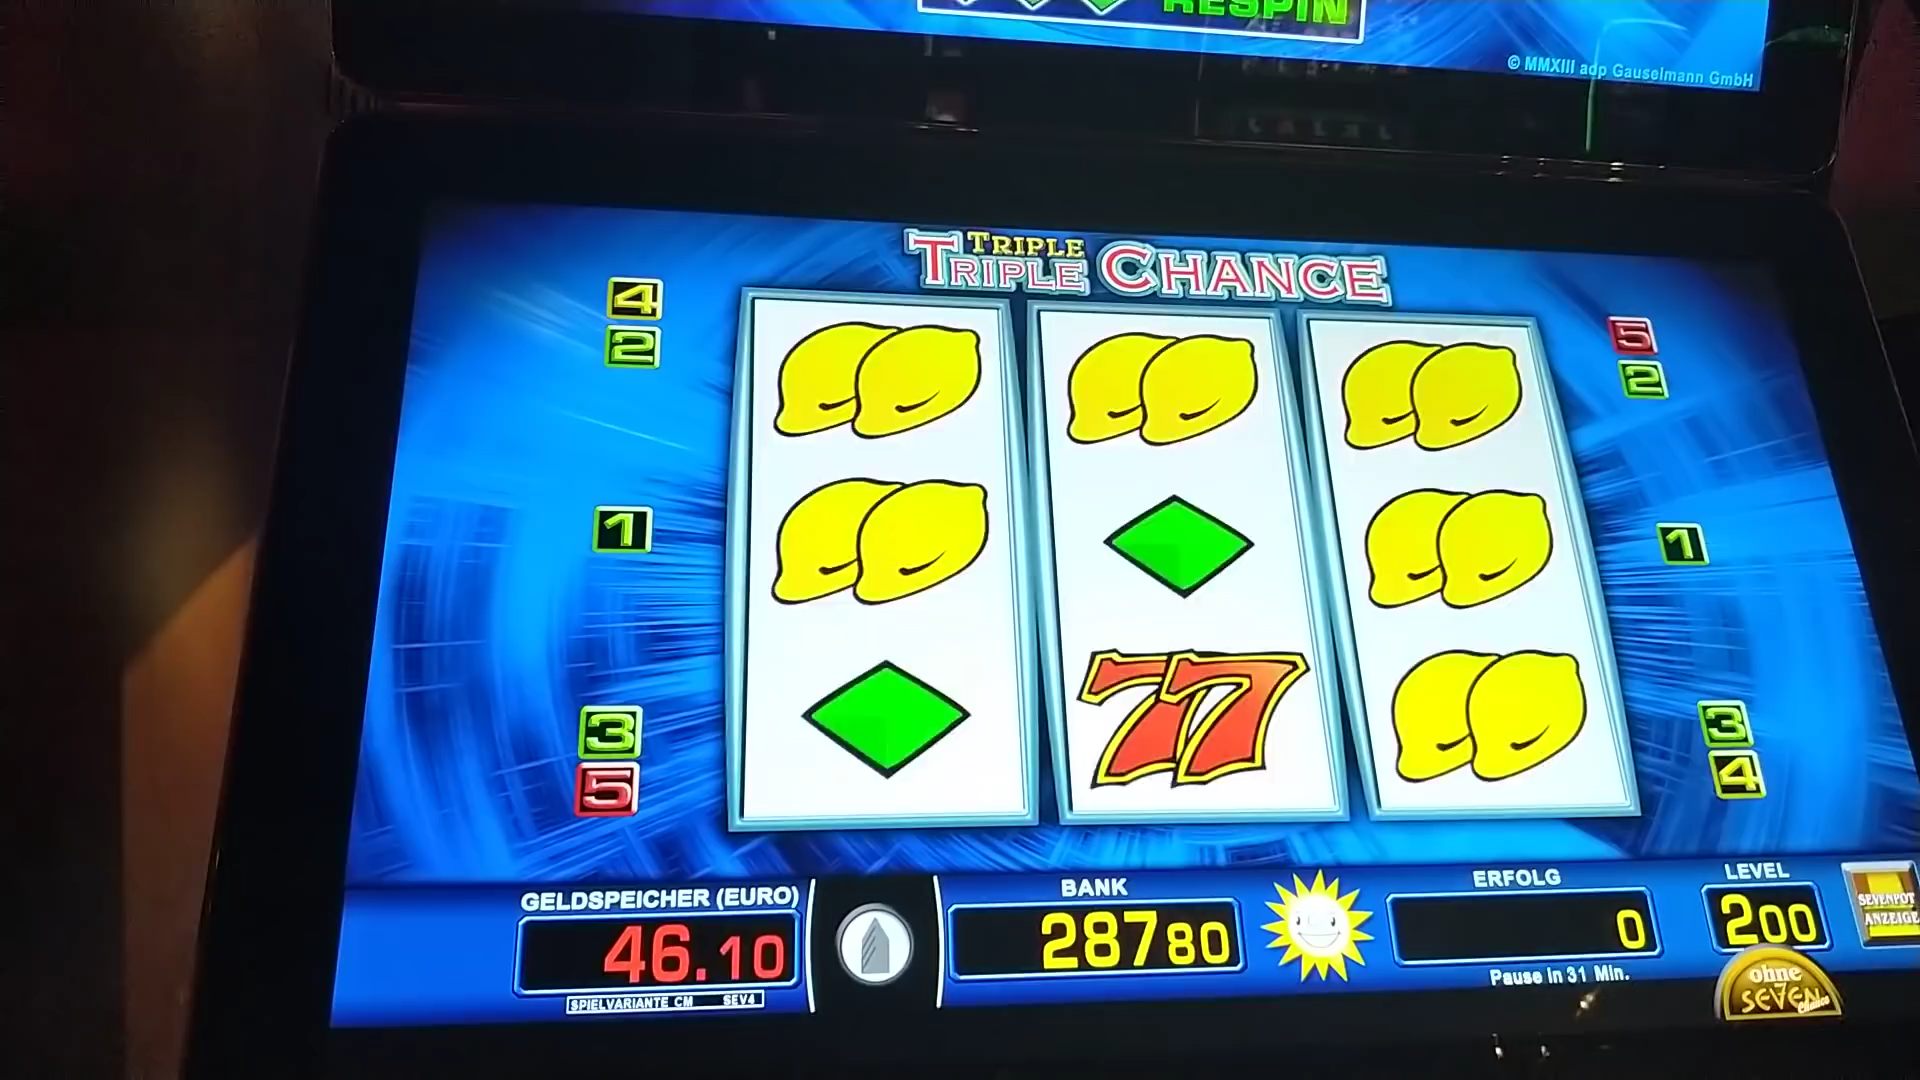 RESPIN
© MMXIII adp Gauselmann GmbH
TRIPLE
TRIPLE CHANCE
4
2
5
2
1
1
77
3
5
3
4
GELDSPEICHER (EURO)
46.10
SPIELVARIANTE CM SEV4
BANK
28780
ERFOLG
0
Pause in 31 Min.
LEVEL
200
SEVENPOT
ANZEIGE
ohne
SEVEN